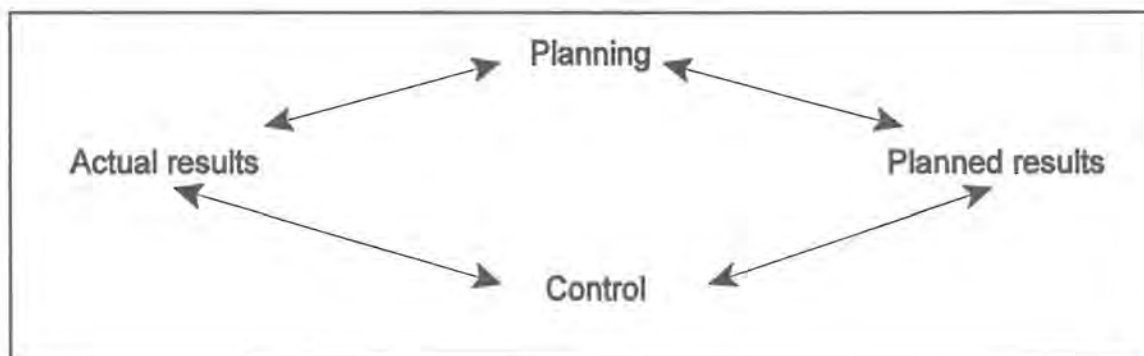 Planning
Actual results
Planned results
Control